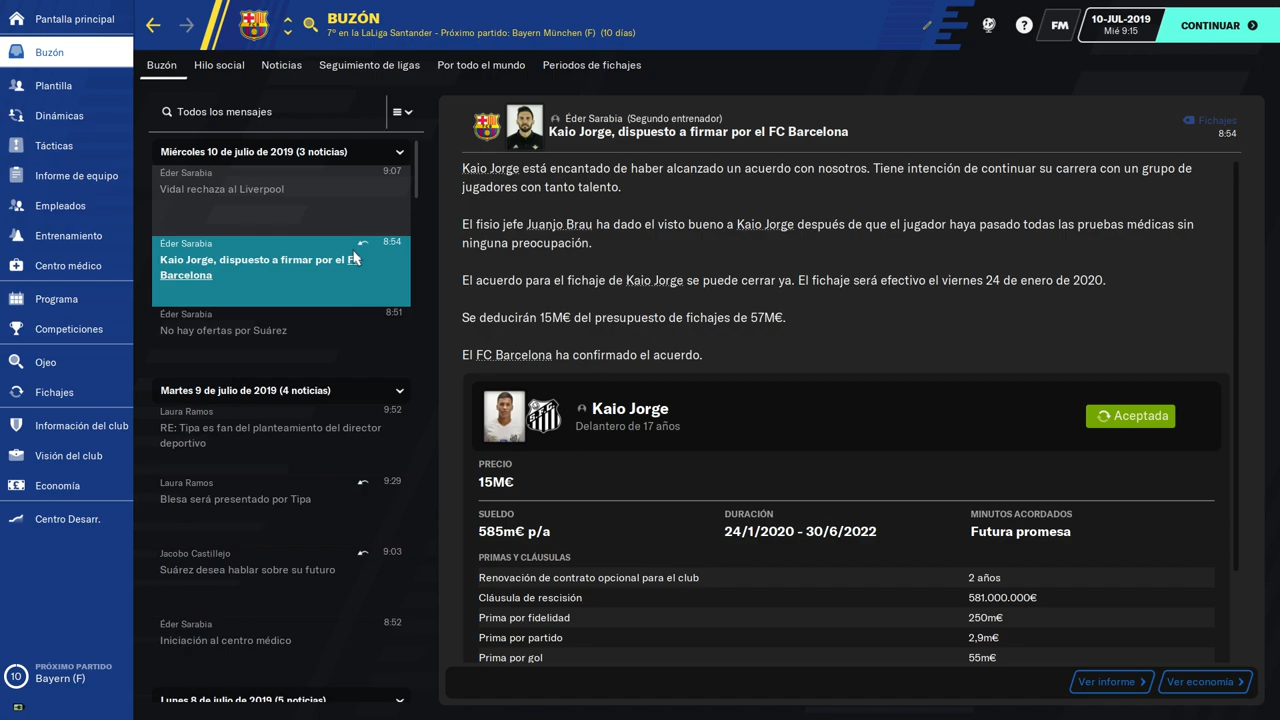 Pantalla principal
Buzón
Plantilla
Dinámicas
Tácticas
Informe de equipo
Empleados
Entrenamiento
Centro médico
Programa
Competiciones
Ojeo
Fichajes
Información del club
Visión del club
Economía
Centro Desarr.
10
PRÓXIMO PARTIDO
Bayern (F)
BUZÓN
7º en la LaLiga Santander - Próximo partido: Bayern München (F) (10 días)
?
FM
10-JUL-2019
Mié 9:15
CONTINUAR
Buzón Hilo social Noticias Seguimiento de ligas Por todo el mundo Periodos de fichajes
Todos los mensajes
Miércoles 10 de julio de 2019 (3 noticias)
Éder Sarabia 9:07
Vidal rechaza al Liverpool
Éder Sarabia 8:54
Kaio Jorge, dispuesto a firmar por el
Barcelona
Éder Sarabia 8:51
No hay ofertas por Suárez
Martes 9 de julio de 2019 (4 noticias)
Laura Ramos 9:52
RE: Tipa es fan del planteamiento del director
deportivo
Laura Ramos 9:29
Blesa será presentado por Tipa
Jacobo Castillejo 9:03
Suárez desea hablar sobre su futuro
Éder Sarabia 8:52
Iniciación al centro médico
Lunes 8 de julio de 2019 (5 noticias)
Éder Sarabia (Segundo entrenador)
Kaio Jorge, dispuesto a firmar por el FC Barcelona
Fichajes
8:54
Kaio Jorge está encantado de haber alcanzado un acuerdo con nosotros. Tiene intención de continuar su carrera con un grupo de
jugadores con tanto talento.
El fisio jefe Juanjo Brau ha dado el visto bueno a Kaio Jorge después de que el jugador haya pasado todas las pruebas médicas sin
ninguna preocupación.
El acuerdo para el fichaje de Kaio Jorge se puede cerrar ya. El fichaje será efectivo el viernes 24 de enero de 2020.
Se deducirán 15M€ del presupuesto de fichajes de 57M€.
El FC Barcelona ha confirmado el acuerdo.
Kaio Jorge
Delantero de 17 años
Aceptada
PRECIO
15M€
SUELDO DURACIÓN MINUTOS ACORDADOS
585m€ p/a 24/1/2020 - 30/6/2022 Futura promesa
PRIMAS Y CLÁUSULAS
Renovación de contrato opcional para el club 2 años
Cláusula de rescisión 581.000.000€
Prima por fidelidad 250m€
Prima por partido 2,9m€
Prima por gol 55m€
Ver informe
Ver economía